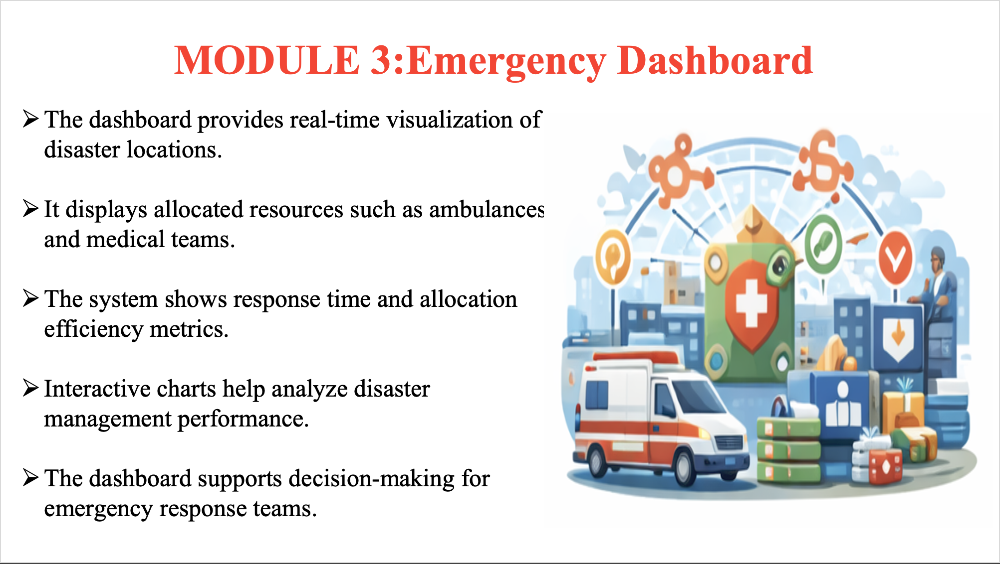 MODULE 3:Emergency Dashboard
➢ The dashboard provides real-time visualization of
disaster locations.
➢ It displays allocated resources such as ambulances
and medical teams.
➢ The system shows response time and allocation
efficiency metrics.
➢ Interactive charts help analyze disaster
management performance.
➢ The dashboard supports decision-making for
emergency response teams.